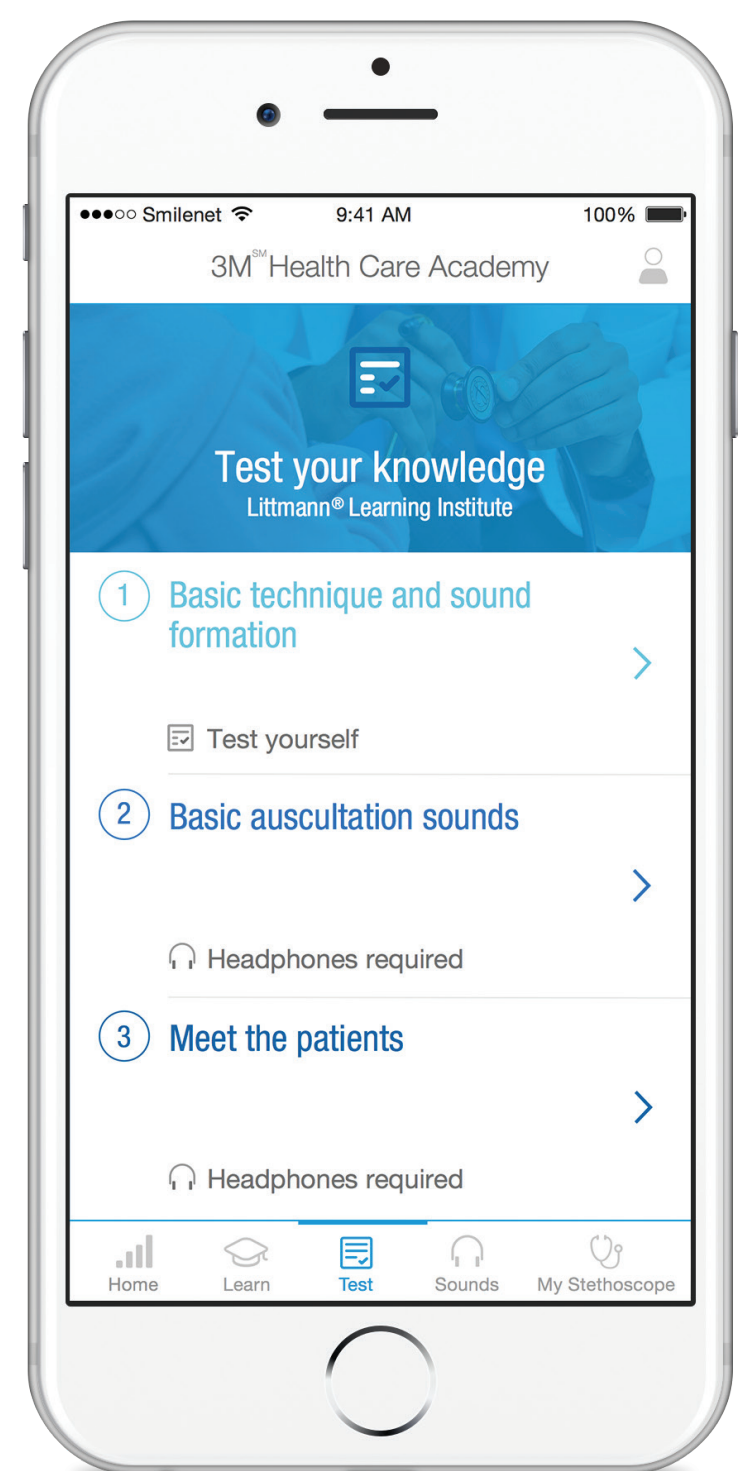 Smilenet 9:41 AM 100%
3M℠ Health Care Academy
Test your knowledge
Littmann® Learning Institute
1 Basic technique and sound
formation
Test yourself
2 Basic auscultation sounds
Headphones required
3 Meet the patients
Headphones required
Home Learn Test Sounds My Stethoscope